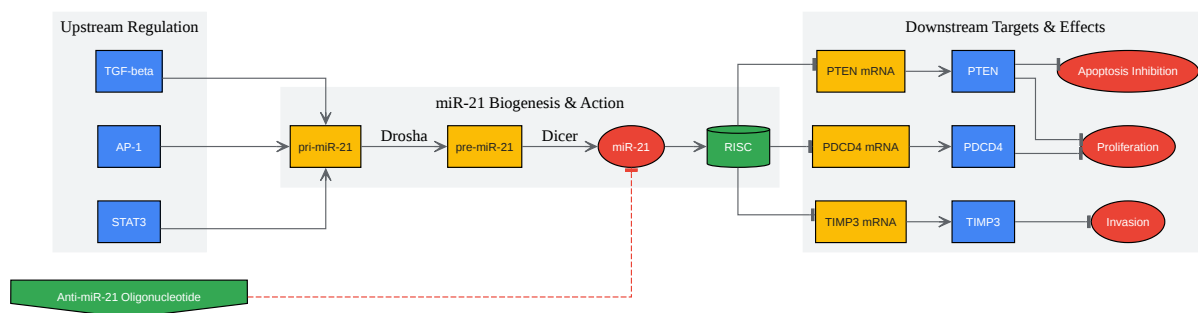 Upstream Regulation
TGF-beta
AP-1
STAT3
miR-21 Biogenesis & Action
pri-miR-21
Drosha
pre-miR-21
Dicer
miR-21
RISC
Downstream Targets & Effects
PTEN mRNA
PTEN
Apoptosis Inhibition
PDCD4 mRNA
PDCD4
Proliferation
TIMP3 mRNA
TIMP3
Invasion
Anti-miR-21 Oligonucleotide